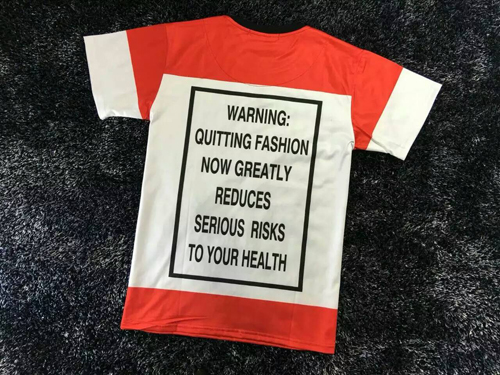 WARNING:
QUITTING FASHION
NOW GREATLY
REDUCES
SERIOUS RISKS
TO YOUR HEALTH